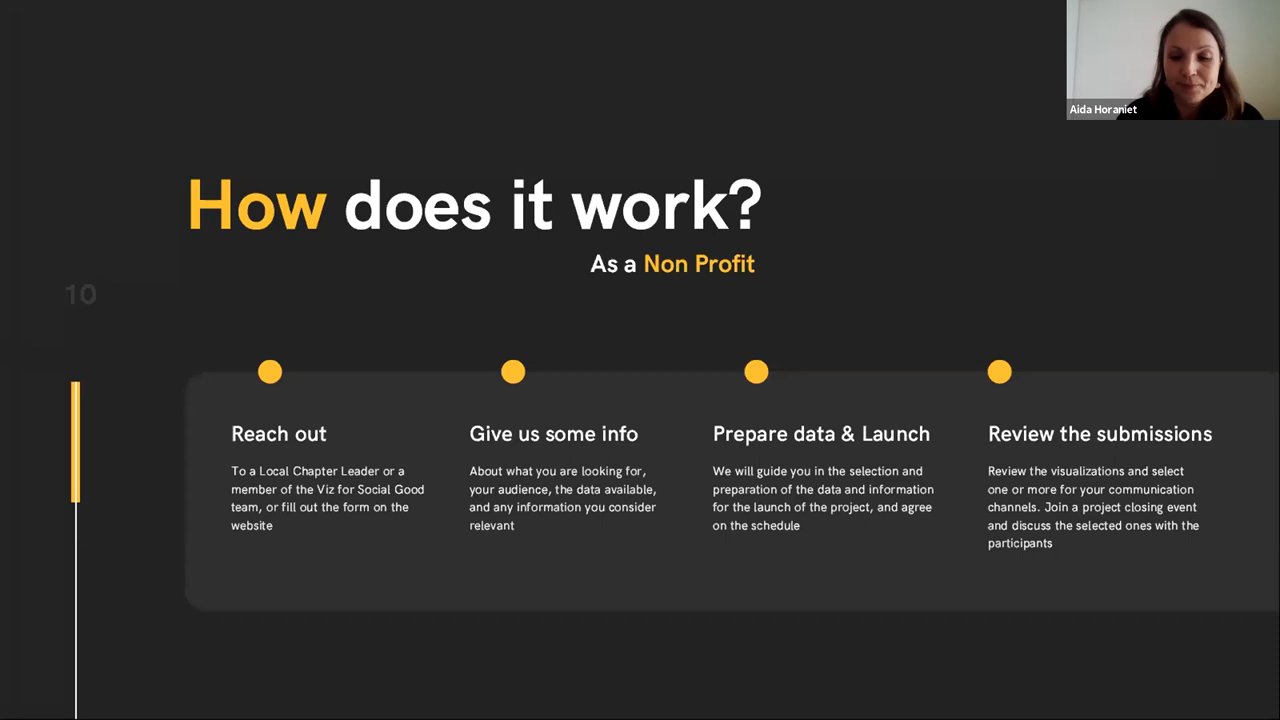 Aida Horaniet
How does it work?
As a Non Profit
10
Reach out
To a Local Chapter Leader or a
member of the Viz for Social Good
team, or fill out the form on the
website
Give us some info
About what you are looking for,
your audience, the data available,
and any information you consider
relevant
Prepare data & Launch
We will guide you in the selection and
preparation of the data and information
for the launch of the project, and agree
on the schedule
Review the submissions
Review the visualizations and select
one or more for your communication
channels. Join a project closing event
and discuss the selected ones with the
participants